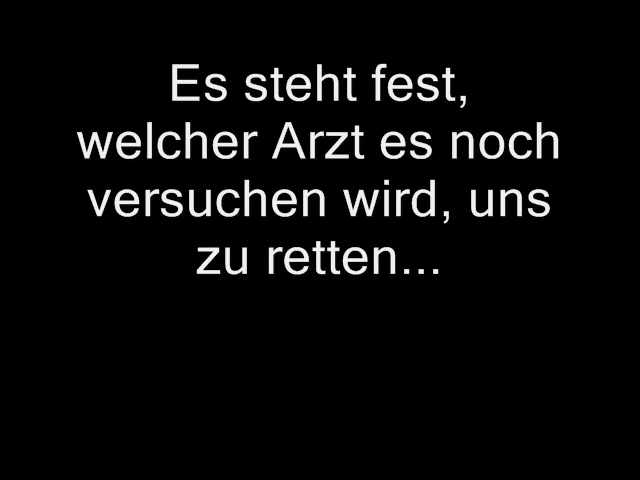 Es steht fest,
welcher Arzt es noch
versuchen wird, uns
zu retten...